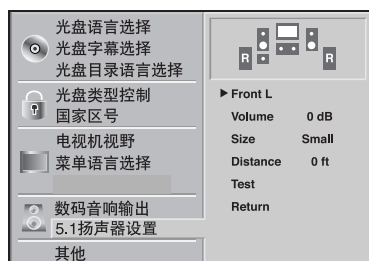 光盘语言选择
光盘字幕选择
光盘目录语言选择
光盘类型控制
国家区号
电视机视野
菜单语言选择
数码音响输出
5.1扬声器设置
其他
R R
Front L
Volume 0 dB
Size Small
Distance 0 ft
Test
Return